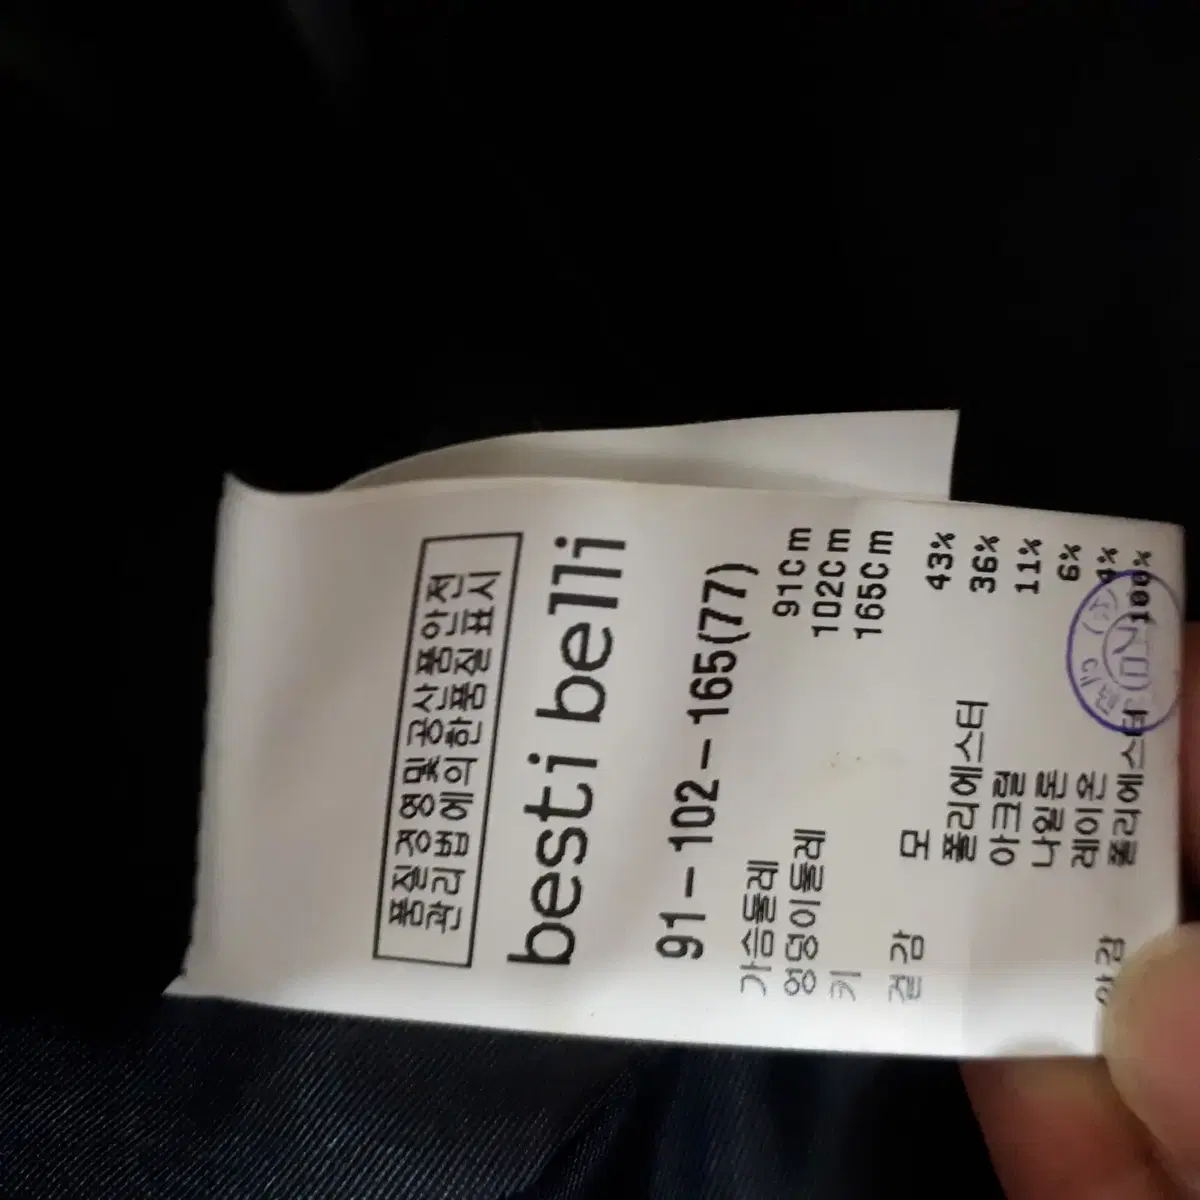 품질경영 및 공산품안전
관리법에 의한 품질표시
besti belli
91-102-165(77)
가슴둘레 91Cm
엉덩이둘레 102Cm
키 165Cm
겉감 모 43%
폴리에스터 36%
아크릴 11%
나일론 6%
레이온 4%
안감 폴리에스터 100%